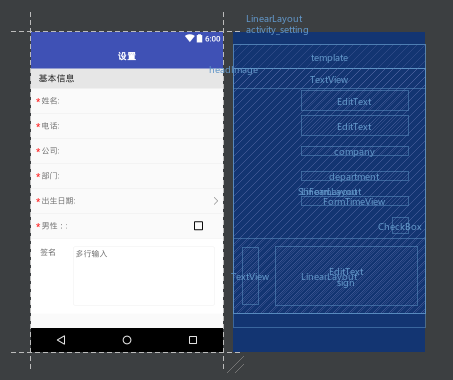 LinearLayout
activity_setting
6:00
设置
基本信息
*姓名:
*电话:
*公司:
*部门:
*出生日期:
*男性 : :
签名
多行输入
headImage
template
TextView
EditText
EditText
company
department
LinearLayout
FormTimeView
CheckBox
TextView
LinearLayout
EditText
sign